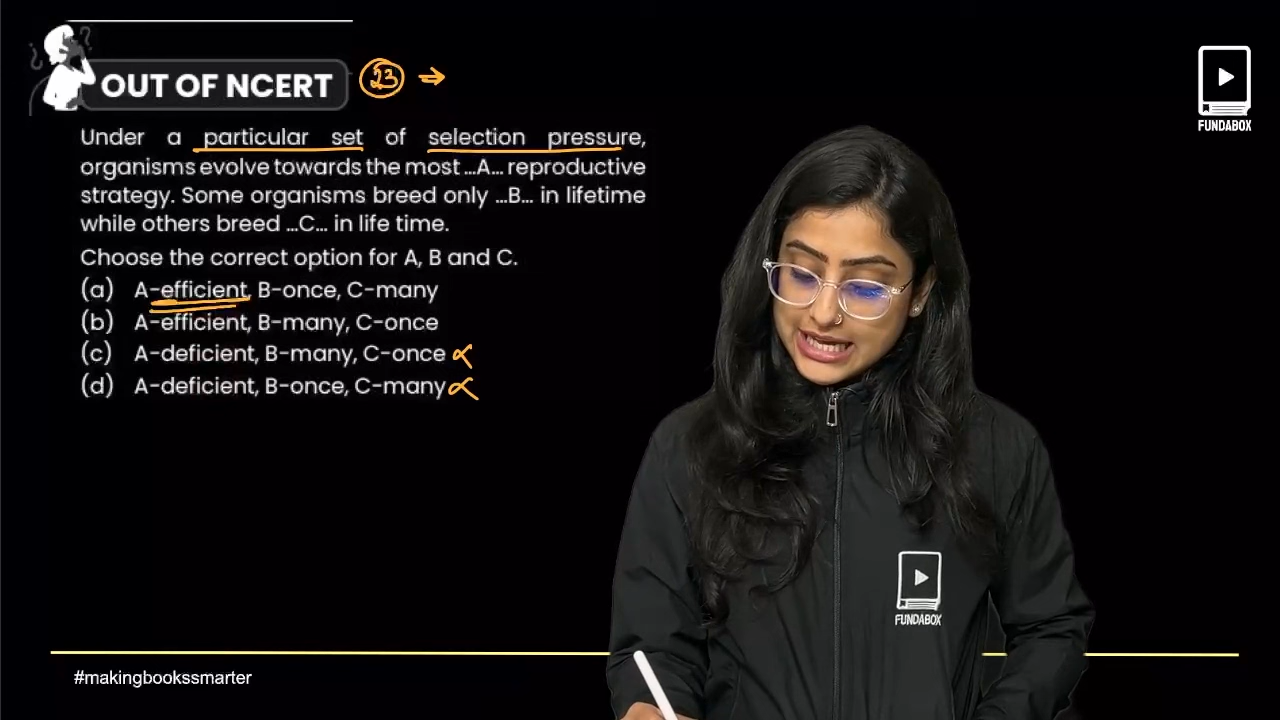 OUT OF NCERT
23 →
FUNDABOX
Under a particular set of selection pressure,
organisms evolve towards the most ...A... reproductive
strategy. Some organisms breed only ...B... in lifetime
while others breed ...C... in life time.
Choose the correct option for A, B and C.
(a) A-efficient, B-once, C-many
(b) A-efficient, B-many, C-once
(c) A-deficient, B-many, C-once
(d) A-deficient, B-once, C-many
FUNDABOX
#makingbookssmarter